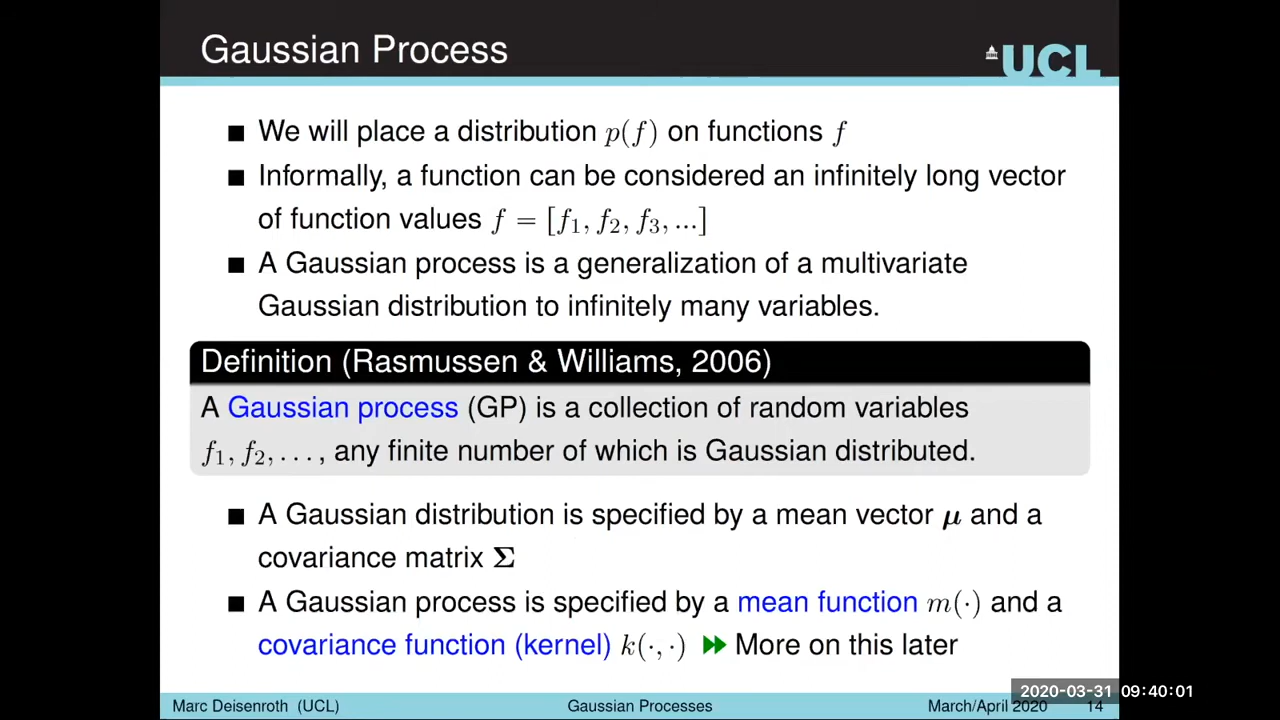 Gaussian Process
UCL
We will place a distribution p(f) on functions f
Informally, a function can be considered an infinitely long vector
of function values f = [f₁, f₂, f₃, ...]
A Gaussian process is a generalization of a multivariate
Gaussian distribution to infinitely many variables.
Definition (Rasmussen & Williams, 2006)
A Gaussian process (GP) is a collection of random variables
f₁, f₂, . . . , any finite number of which is Gaussian distributed.
A Gaussian distribution is specified by a mean vector μ and a
covariance matrix Σ
A Gaussian process is specified by a mean function m(·) and a
covariance function (kernel) k(·, ·) More on this later
2020-03-31 09:40:01
Marc Deisenroth (UCL) Gaussian Processes March/April 2020 14